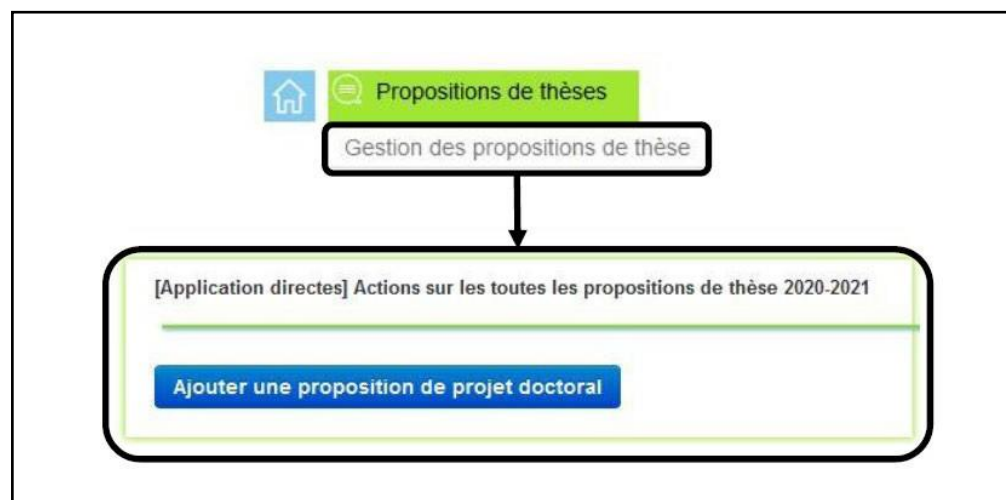 Propositions de thèses
Gestion des propositions de thèse
[Application directes] Actions sur les toutes les propositions de thèse 2020-2021
Ajouter une proposition de projet doctoral